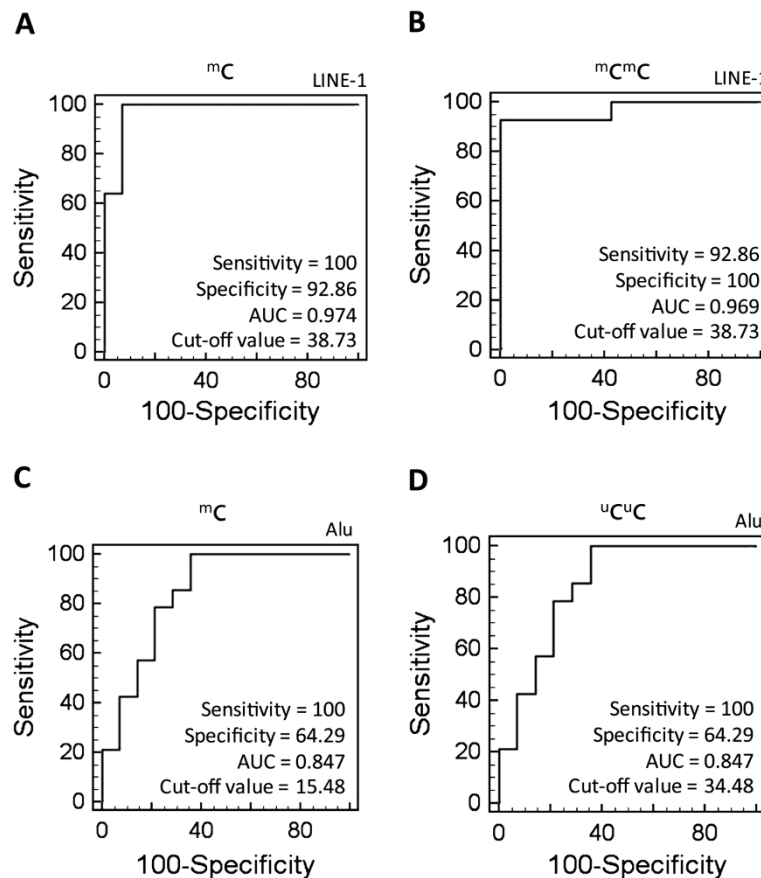 A
ᵐC
LINE-1
100
80
60
40
20
0
Sensitivity
Sensitivity = 100
Specificity = 92.86
AUC = 0.974
Cut-off value = 38.73
0 40 80
100-Specificity
B
ᵐCᵐC
LINE-1
100
80
60
40
20
0
Sensitivity
Sensitivity = 92.86
Specificity = 100
AUC = 0.969
Cut-off value = 38.73
0 40 80
100-Specificity
C
ᵐC
Alu
100
80
60
40
20
0
Sensitivity
Sensitivity = 100
Specificity = 64.29
AUC = 0.847
Cut-off value = 15.48
0 40 80
100-Specificity
D
ᵘCᵘC
Alu
100
80
60
40
20
0
Sensitivity
Sensitivity = 100
Specificity = 64.29
AUC = 0.847
Cut-off value = 34.48
0 40 80
100-Specificity